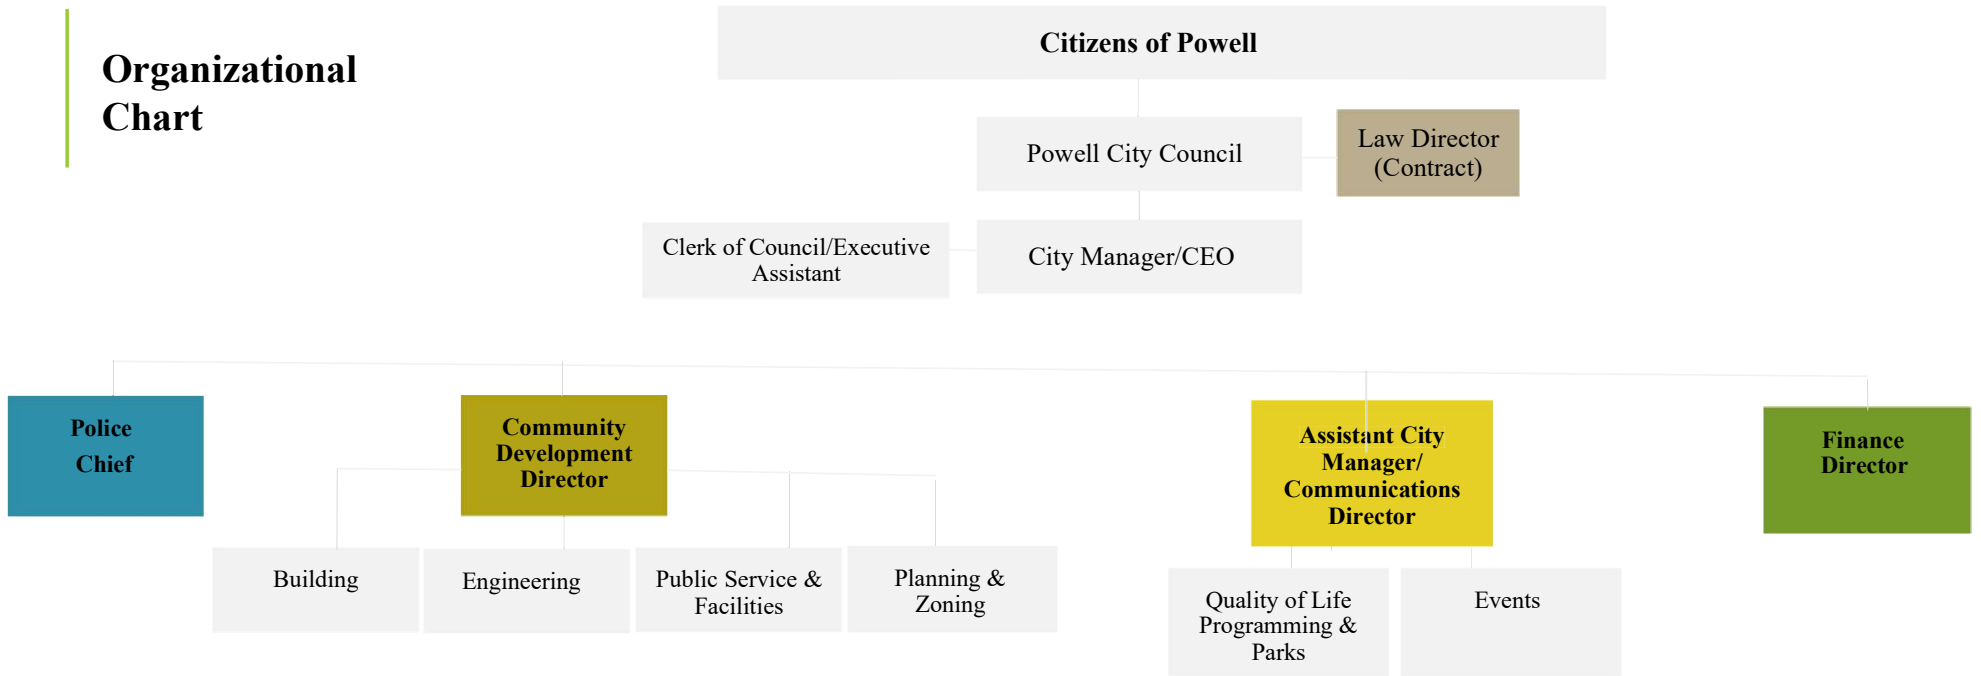 Organizational
Chart
Citizens of Powell
Powell City Council
Law Director
(Contract)
Clerk of Council/Executive
Assistant
City Manager/CEO
Police
Chief
Community
Development
Director
Assistant City
Manager/
Communications
Director
Finance
Director
Building
Engineering
Public Service &
Facilities
Planning &
Zoning
Quality of Life
Programming &
Parks
Events